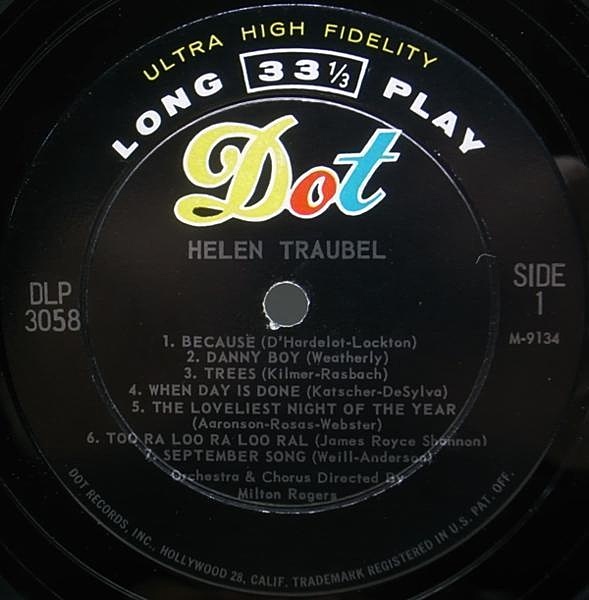 ULTRA HIGH FIDELITY
LONG 33 1/3 PLAY
Dot
HELEN TRAUBEL
DLP
3058
SIDE
1
M-9134
1. BECAUSE (D'Hardelot-Lockton)
2. DANNY BOY (Weatherly)
3. TREES (Kilmer-Rasbach)
4. WHEN DAY IS DONE (Katscher-DeSylva)
5. THE LOVELIEST NIGHT OF THE YEAR
(Aaronson-Rosas-Webster)
6. TOO RA LOO RA LOO RAL (James Royce Shannon)
7. SEPTEMBER SONG (Weill-Anderson)
Orchestra & Chorus Directed By
Milton Rogers
DOT RECORDS, INC., HOLLYWOOD 28, CALIF. TRADEMARK REGISTERED IN U.S. PAT. OFF.